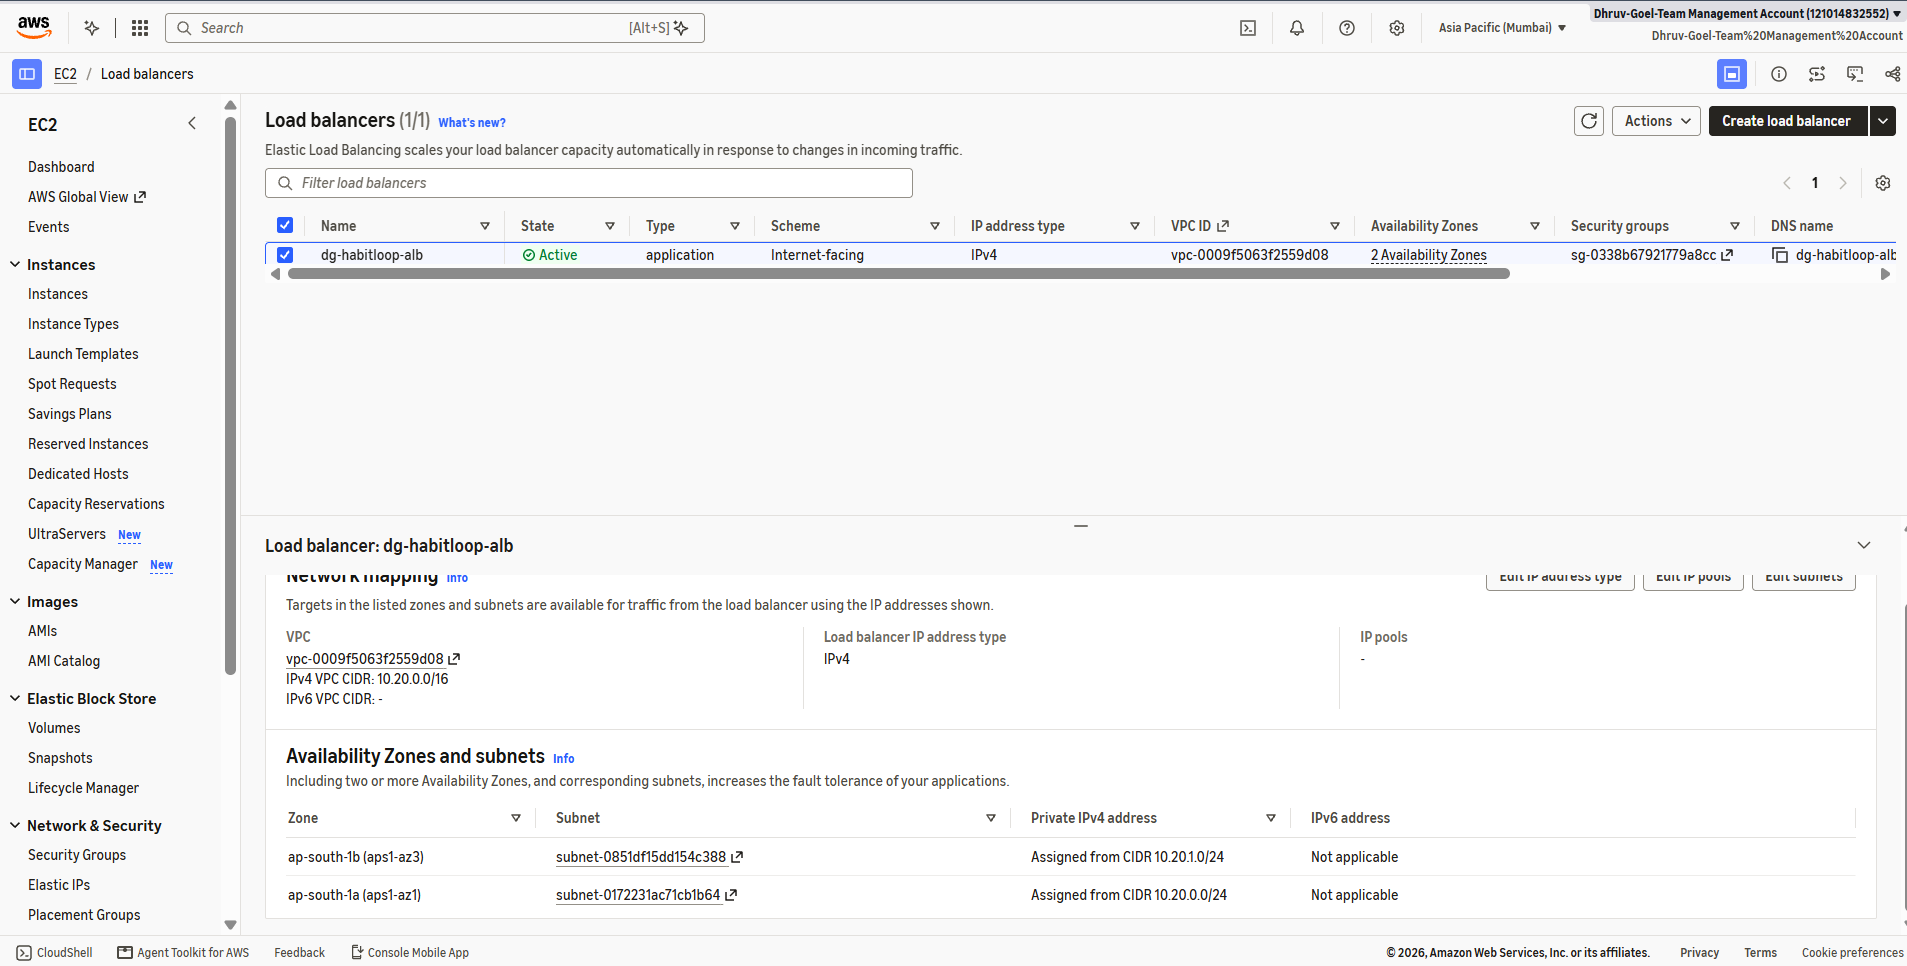 aws
Search [Alt+S]
Asia Pacific (Mumbai)
Dhruv-Goel-Team Management Account (121014832552)
Dhruv-Goel-Team%20Management%20Account
EC2 / Load balancers
EC2
Dashboard
AWS Global View
Events
Instances
Instances
Instance Types
Launch Templates
Spot Requests
Savings Plans
Reserved Instances
Dedicated Hosts
Capacity Reservations
UltraServers New
Capacity Manager New
Images
AMIs
AMI Catalog
Elastic Block Store
Volumes
Snapshots
Lifecycle Manager
Network & Security
Security Groups
Elastic IPs
Placement Groups
Load balancers (1/1) What's new?
Actions
Create load balancer
Elastic Load Balancing scales your load balancer capacity automatically in response to changes in incoming traffic.
Filter load balancers
1
Name State Type Scheme IP address type VPC ID Availability Zones Security groups DNS name
dg-habitloop-alb Active application Internet-facing IPv4 vpc-0009f5063f2559d08 2 Availability Zones sg-0338b67921779a8cc dg-habitloop-alb
Load balancer: dg-habitloop-alb
Network mapping Info
Edit IP address type Edit IP pools Edit subnets
Targets in the listed zones and subnets are available for traffic from the load balancer using the IP addresses shown.
VPC
vpc-0009f5063f2559d08
IPv4 VPC CIDR: 10.20.0.0/16
IPv6 VPC CIDR: -
Load balancer IP address type
IPv4
IP pools
-
Availability Zones and subnets Info
Including two or more Availability Zones, and corresponding subnets, increases the fault tolerance of your applications.
Zone Subnet Private IPv4 address IPv6 address
ap-south-1b (aps1-az3) subnet-0851df15dd154c388 Assigned from CIDR 10.20.1.0/24 Not applicable
ap-south-1a (aps1-az1) subnet-0172231ac71cb1b64 Assigned from CIDR 10.20.0.0/24 Not applicable
CloudShell Agent Toolkit for AWS Feedback Console Mobile App
© 2026, Amazon Web Services, Inc. or its affiliates. Privacy Terms Cookie preferences